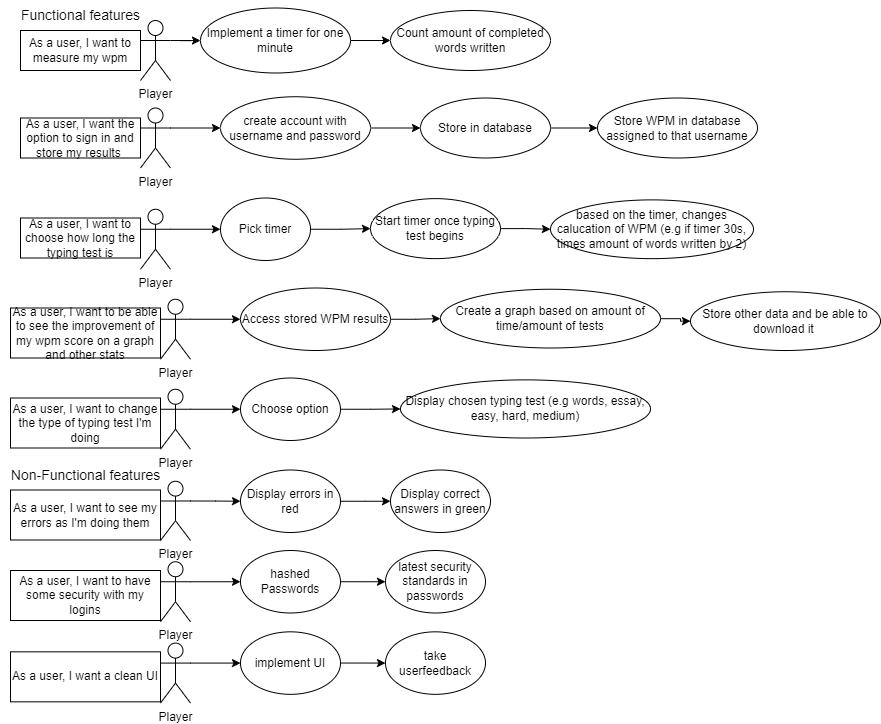 Functional features
As a user, I want to
measure my wpm
Player
Implement a timer for one
minute
Count amount of completed
words written
As a user, I want the
option to sign in and
store my results
Player
create account with
username and password
Store in database
Store WPM in database
assigned to that username
As a user, I want to
choose how long the
typing test is
Player
Pick timer
Start timer once typing
test begins
based on the timer, changes
calucation of WPM (e.g if timer 30s,
times amount of words written by 2)
As a user, I want to be able
to see the improvement of
my wpm score on a graph
and other stats
Player
Access stored WPM results
Create a graph based on amount of
time/amount of tests
Store other data and be able to
download it
As a user, I want to change
the type of typing test I'm
doing
Player
Choose option
Display chosen typing test (e.g words, essay,
easy, hard, medium)
Non-Functional features
As a user, I want to see my
errors as I'm doing them
Player
Display errors in
red
Display correct
answers in green
As a user, I want to have
some security with my
logins
Player
hashed
Passwords
latest security
standards in
passwords
As a user, I want a clean UI
Player
implement UI
take
userfeedback